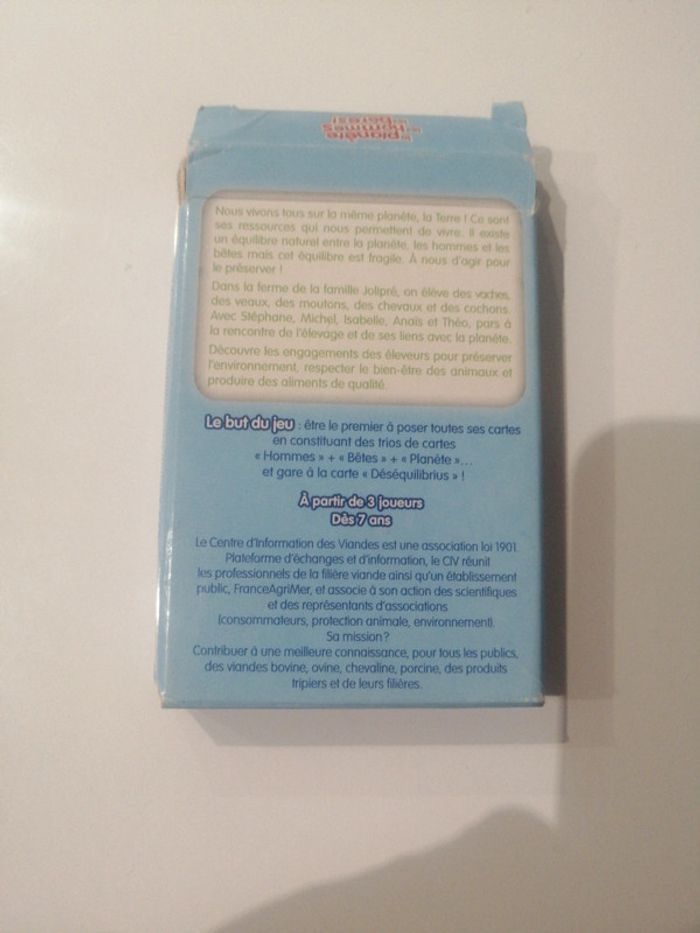 la planète
les hommes
les bêtes!
Nous vivons tous sur la même planète, la Terre ! Ce sont
ses ressources qui nous permettent de vivre. Il existe
un équilibre naturel entre la planète, les hommes et les
bêtes mais cet équilibre est fragile. À nous d'agir pour
le préserver !
Dans la ferme de la famille Jolipré, on élève des vaches,
des veaux, des moutons, des chevaux et des cochons.
Avec Stéphane, Michel, Isabelle, Anaïs et Théo, pars à
la rencontre de l'élevage et de ses liens avec la planète.
Découvre les engagements des éleveurs pour préserver
l'environnement, respecter le bien-être des animaux et
produire des aliments de qualité.
Le but du jeu : être le premier à poser toutes ses cartes
en constituant des trios de cartes
« Hommes » + « Bêtes » + « Planète »...
et gare à la carte « Déséquilibrius » !
À partir de 3 joueurs
Dès 7 ans
Le Centre d'Information des Viandes est une association loi 1901.
Plateforme d'échanges et d'information, le CIV réunit
les professionnels de la filière viande ainsi qu'un établissement
public, FranceAgriMer, et associe à son action des scientifiques
et des représentants d'associations
(consommateurs, protection animale, environnement).
Sa mission ?
Contribuer à une meilleure connaissance, pour tous les publics,
des viandes bovine, ovine, chevaline, porcine, des produits
tripiers et de leurs filières.